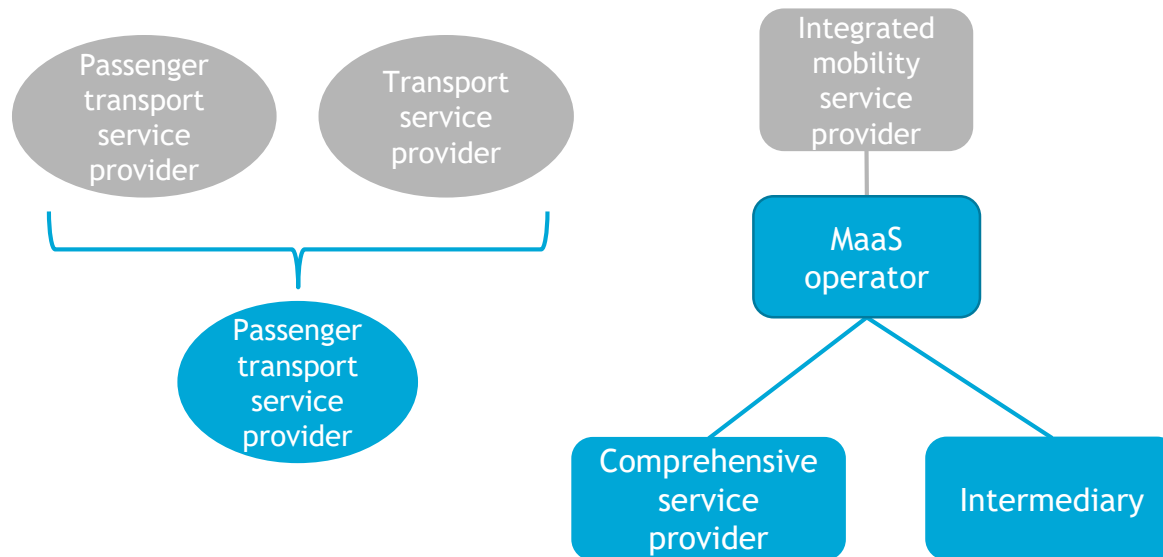 Passenger
transport
service
provider
Transport
service
provider
Integrated
mobility
service
provider
MaaS
operator
Passenger
transport
service
provider
Comprehensive
service
provider
Intermediary